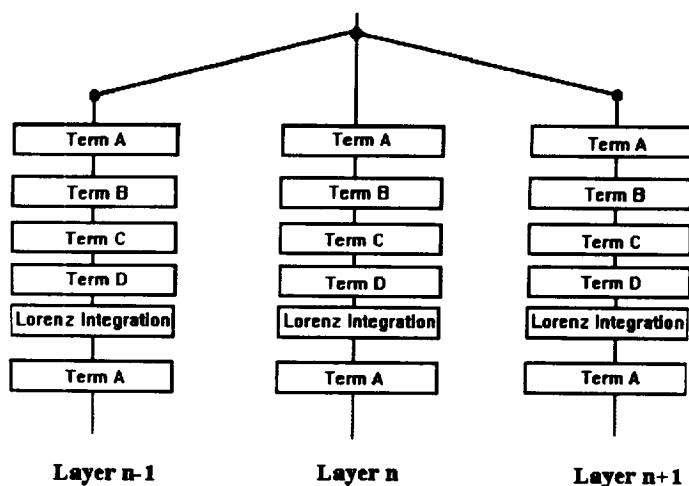 Term A Term A Term A
Term B Term B Term B
Term C Term C Term C
Term D Term D Term D
Lorenz Integration Lorenz Integration Lorenz Integration
Term A Term A Term A
Layer n-1 Layer n Layer n+1